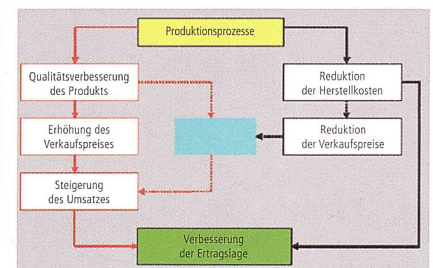 Produktionsprozesse
Qualitätsverbesserung
des Produkts
Reduktion
der Herstellkosten
Erhöhung des
Verkaufspreises
Reduktion
der Verkaufspreise
Steigerung
des Umsatzes
Verbesserung
der Ertragslage